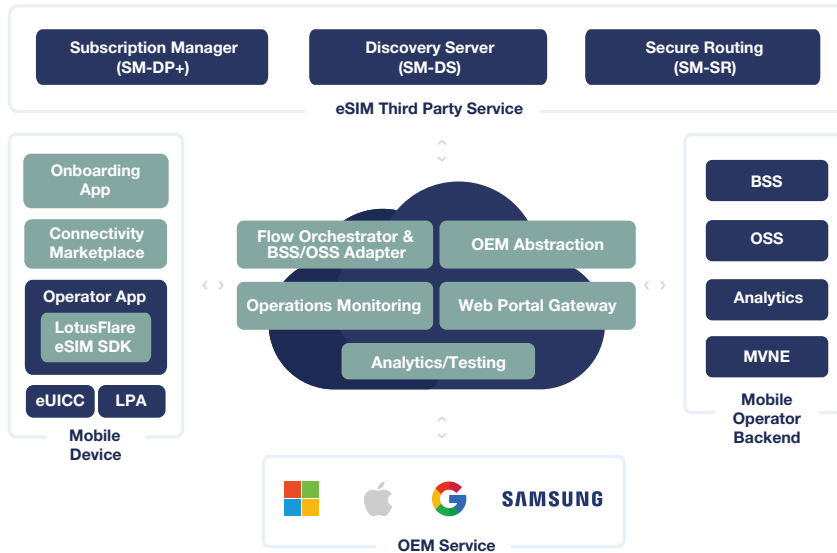 Subscription Manager
(SM-DP+)
Discovery Server
(SM-DS)
Secure Routing
(SM-SR)
eSIM Third Party Service
Onboarding
App
Connectivity
Marketplace
Operator App
LotusFlare
eSIM SDK
eUICC
LPA
Mobile
Device
Flow Orchestrator &
BSS/OSS Adapter
OEM Abstraction
Operations Monitoring
Web Portal Gateway
Analytics/Testing
BSS
OSS
Analytics
MVNE
Mobile
Operator
Backend
SAMSUNG
OEM Service